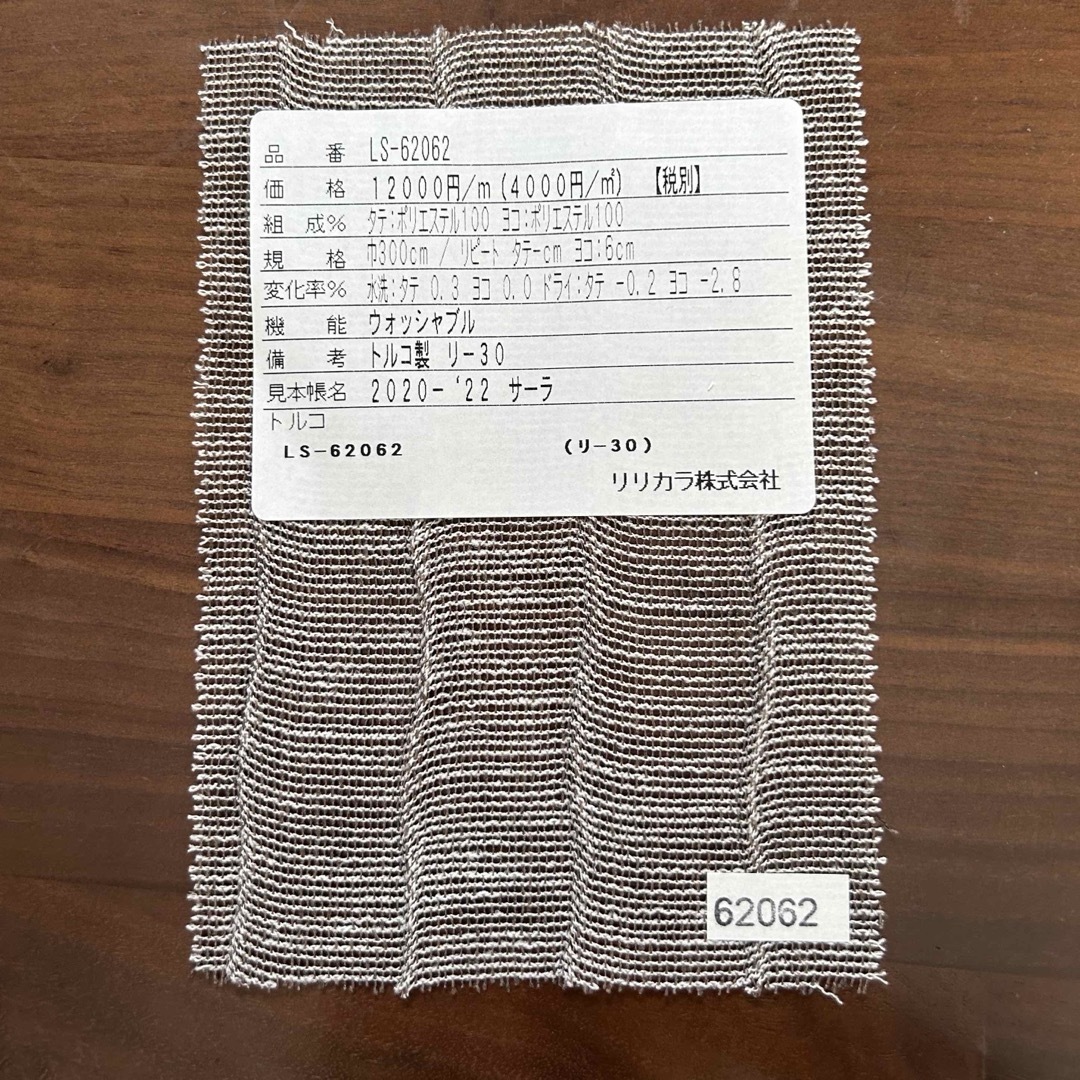 品 番 LS-62062
価 格 12000円/m(4000円/㎡) 【税別】
組 成% タテ:ポリエステル100 ヨコ:ポリエステル100
規 格 巾300cm / リピート タテ-cm ヨコ:6cm
変化率% 水洗:タテ 0.3 ヨコ 0.0 ドライ:タテ -0.2 ヨコ -2.8
機 能 ウォッシャブル
備 考 トルコ製 リ-30
見本帳名 2020-'22 サーラ
トルコ
LS-62062 (リ-30)
リリカラ株式会社
62062